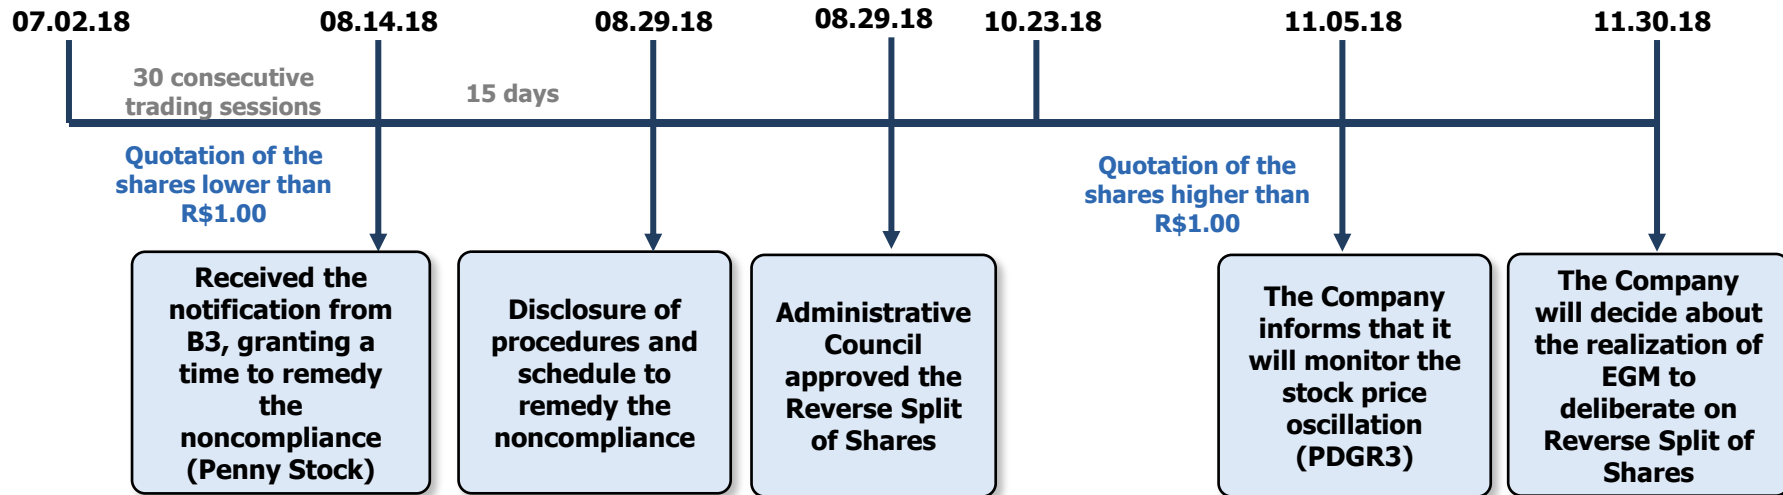 07.02.18
08.14.18
08.29.18
08.29.18
10.23.18
11.05.18
11.30.18
30 consecutive
trading sessions
15 days
Quotation of the
shares lower than
R$1.00
Quotation of the
shares higher than
R$1.00
Received the
notification from
B3, granting a
time to remedy
the
noncompliance
(Penny Stock)
Disclosure of
procedures and
schedule to
remedy the
noncompliance
Administrative
Council
approved the
Reverse Split
of Shares
The Company
informs that it
will monitor the
stock price
oscillation
(PDGR3)
The Company
will decide about
the realization of
EGM to
deliberate on
Reverse Split of
Shares